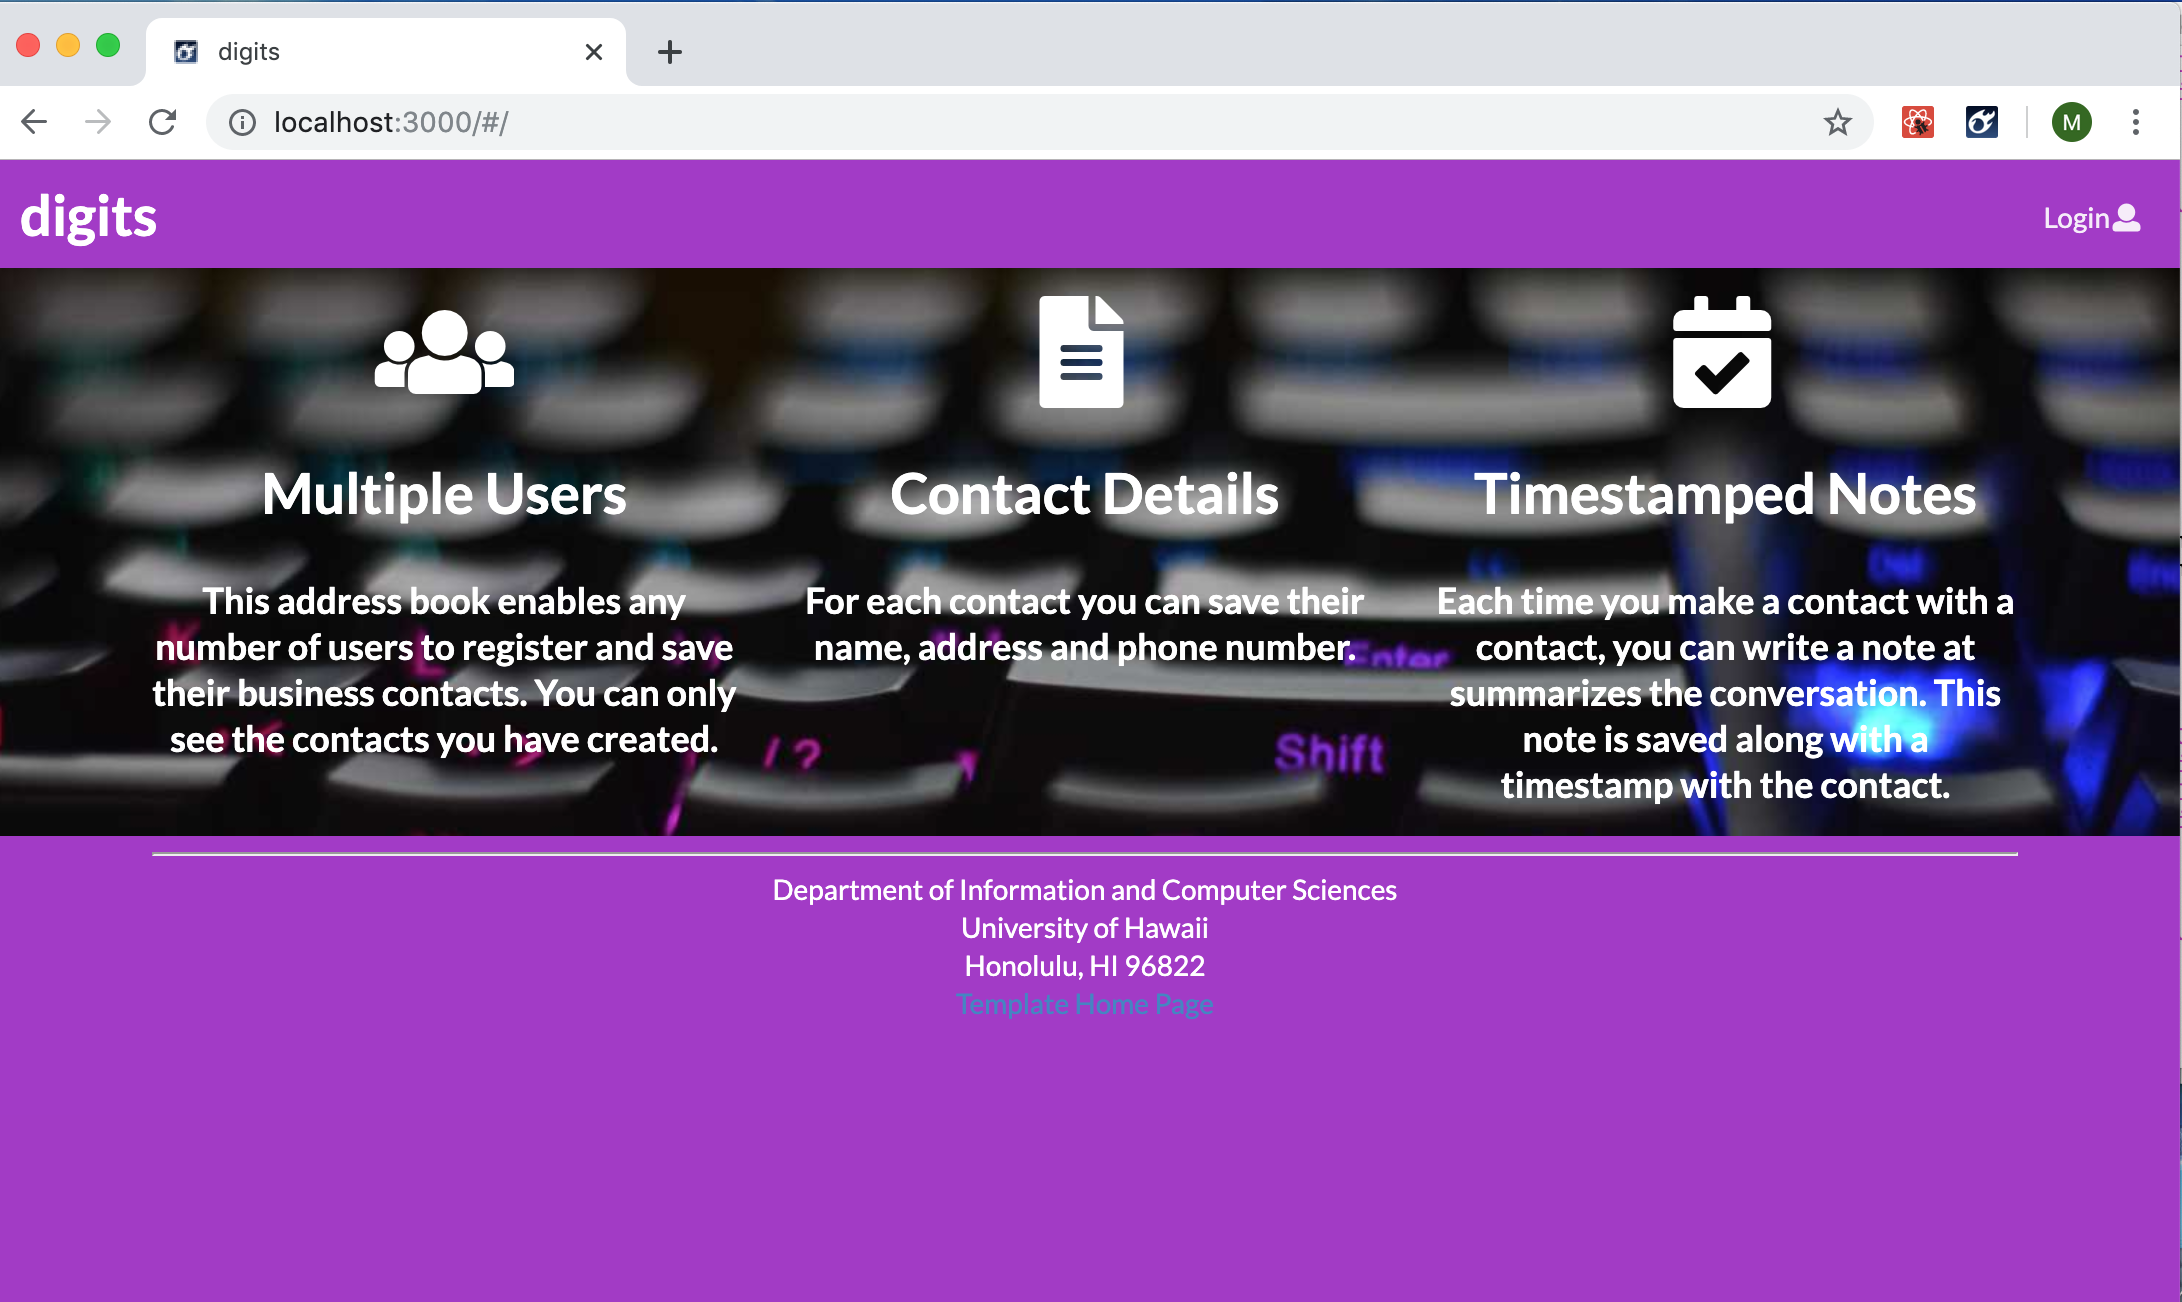 digits
localhost:3000/#/
M
digits
Login
Multiple Users
This address book enables any
number of users to register and save
their business contacts. You can only
see the contacts you have created.
Contact Details
For each contact you can save their
name, address and phone number.
Timestamped Notes
Each time you make a contact with a
contact, you can write a note at
summarizes the conversation. This
note is saved along with a
timestamp with the contact.
Enter
/ ?
Shift
Department of Information and Computer Sciences
University of Hawaii
Honolulu, HI 96822
Template Home Page